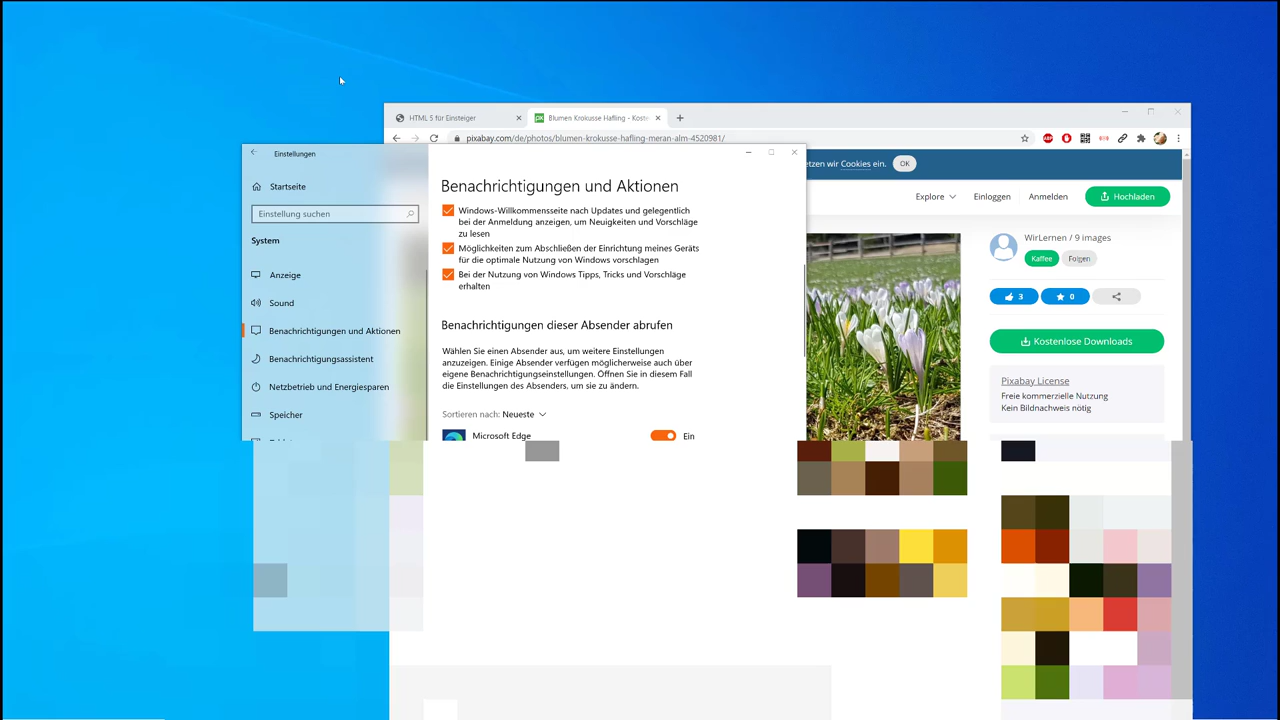 HTML 5 für Einsteiger
Blumen Krokusse Hafling - Koste
pixabay.com/de/photos/blumen-krokusse-hafling-meran-alm-4520981/
Einstellungen
Startseite
Einstellung suchen
System
Anzeige
Sound
Benachrichtigungen und Aktionen
Benachrichtigungsassistent
Netzbetrieb und Energiesparen
Speicher
Benachrichtigungen und Aktionen
Windows-Willkommensseite nach Updates und gelegentlich
bei der Anmeldung anzeigen, um Neuigkeiten und Vorschläge
zu lesen
Möglichkeiten zum Abschließen der Einrichtung meines Geräts
für die optimale Nutzung von Windows vorschlagen
Bei der Nutzung von Windows Tipps, Tricks und Vorschläge
erhalten
Benachrichtigungen dieser Absender abrufen
Wählen Sie einen Absender aus, um weitere Einstellungen
anzuzeigen. Einige Absender verfügen möglicherweise auch über
eigene Benachrichtigungseinstellungen. Öffnen Sie in diesem Fall
die Einstellungen des Absenders, um sie zu ändern.
Sortieren nach: Neueste
Microsoft Edge
Ein
etzen wir Cookies ein.
OK
Explore
Einloggen
Anmelden
Hochladen
WirLernen / 9 images
Kaffee
Folgen
3
0
Kostenlose Downloads
Pixabay License
Freie kommerzielle Nutzung
Kein Bildnachweis nötig